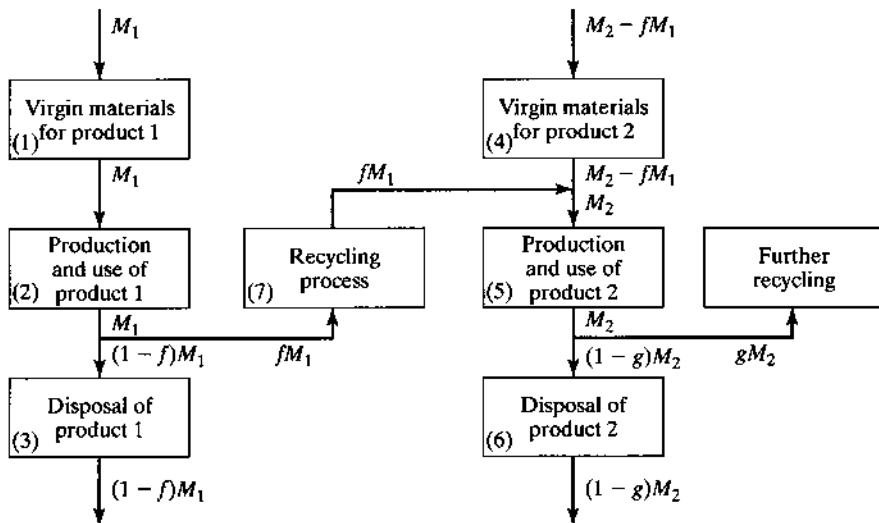 M₁
M₂ − fM₁
Virgin materials
for product 1
(1)
Virgin materials
for product 2
(4)
M₁
fM₁
M₂ − fM₁
M₂
Production
and use of
product 1
(2)
Recycling
process
(7)
Production
and use of
product 2
(5)
Further
recycling
M₁
(1 − f)M₁
fM₁
M₂
(1 − g)M₂
gM₂
Disposal of
product 1
(3)
Disposal of
product 2
(6)
(1 − f)M₁
(1 − g)M₂